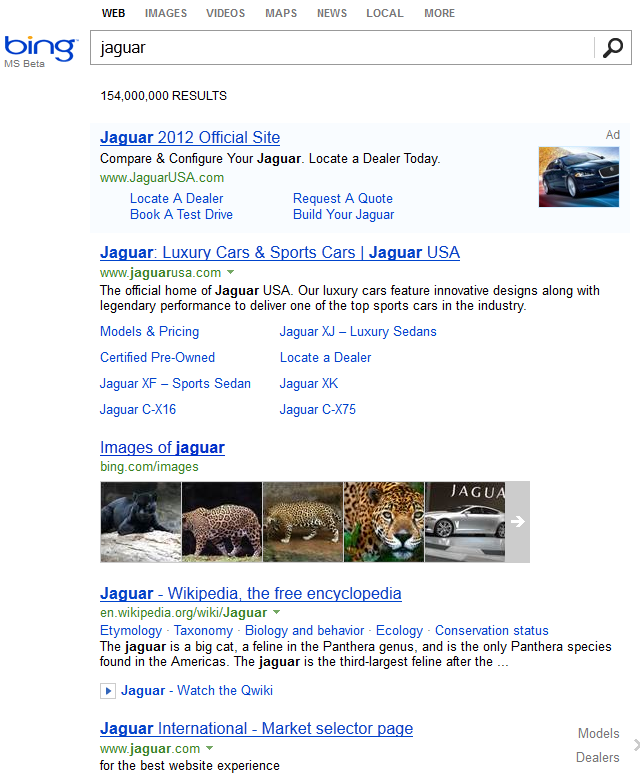 WEB IMAGES VIDEOS MAPS NEWS LOCAL MORE
bing
MS Beta
jaguar
154,000,000 RESULTS
Jaguar 2012 Official Site
Ad
Compare & Configure Your Jaguar. Locate a Dealer Today.
www.JaguarUSA.com
Locate A Dealer Request A Quote
Book A Test Drive Build Your Jaguar
Jaguar: Luxury Cars & Sports Cars | Jaguar USA
www.jaguarusa.com
The official home of Jaguar USA. Our luxury cars feature innovative designs along with
legendary performance to deliver one of the top sports cars in the industry.
Models & Pricing Jaguar XJ – Luxury Sedans
Certified Pre-Owned Locate a Dealer
Jaguar XF – Sports Sedan Jaguar XK
Jaguar C-X16 Jaguar C-X75
Images of jaguar
bing.com/images
JAGUA
Jaguar - Wikipedia, the free encyclopedia
en.wikipedia.org/wiki/Jaguar
Etymology · Taxonomy · Biology and behavior · Ecology · Conservation status
The jaguar is a big cat, a feline in the Panthera genus, and is the only Panthera species
found in the Americas. The jaguar is the third-largest feline after the ...
Jaguar - Watch the Qwiki
Jaguar International - Market selector page
www.jaguar.com
for the best website experience
Models
Dealers